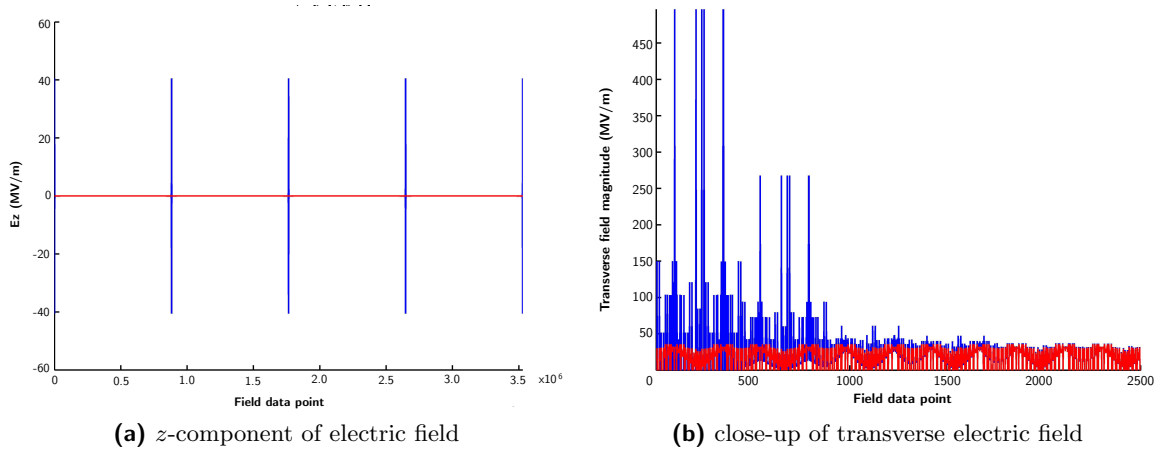 60
40
20
0
-20
-40
-60
Ez (MV/m)
0 0.5 1.0 1.5 2.0 2.5 3.0 3.5 ×10⁶
Field data point
(a) z-component of electric field
450
400
350
300
250
200
150
100
50
Transverse field magnitude (MV/m)
0 500 1000 1500 2000 2500
Field data point
(b) close-up of transverse electric field